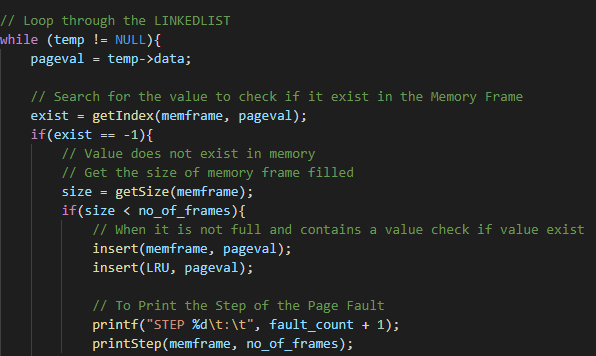 // Loop through the LINKEDLIST
while (temp != NULL){
pageval = temp->data;
// Search for the value to check if it exist in the Memory Frame
exist = getIndex(memframe, pageval);
if(exist == -1){
// Value does not exist in memory
// Get the size of memory frame filled
size = getSize(memframe);
if(size < no_of_frames){
// When it is not full and contains a value check if value exist
insert(memframe, pageval);
insert(LRU, pageval);
// To Print the Step of the Page Fault
printf("STEP %d\t:\t", fault_count + 1);
printStep(memframe, no_of_frames);